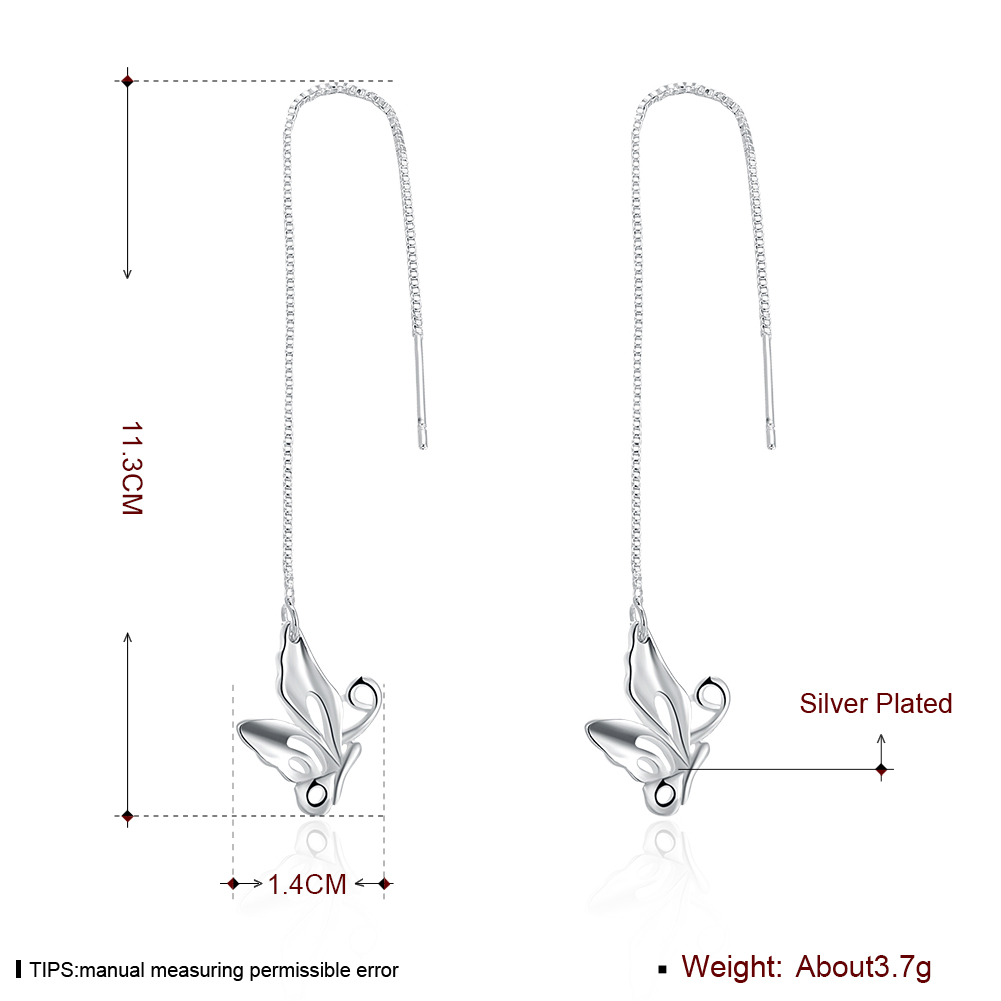 11.3CM
Silver Plated
1.4CM
TIPS:manual measuring permissible error
Weight: About3.7g